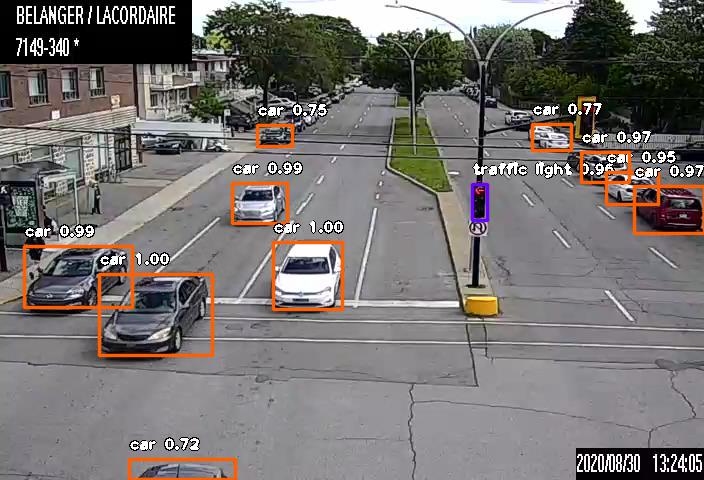 BELANGER / LACORDAIRE
7149-340 *
car 0.75
car 0.77
car 0.97
car 0.95
car 0.99
traffic light 0.96
car 0.97
car 0.99
car 1.00
car 1.00
car 0.72
2020/08/30 13:24:05